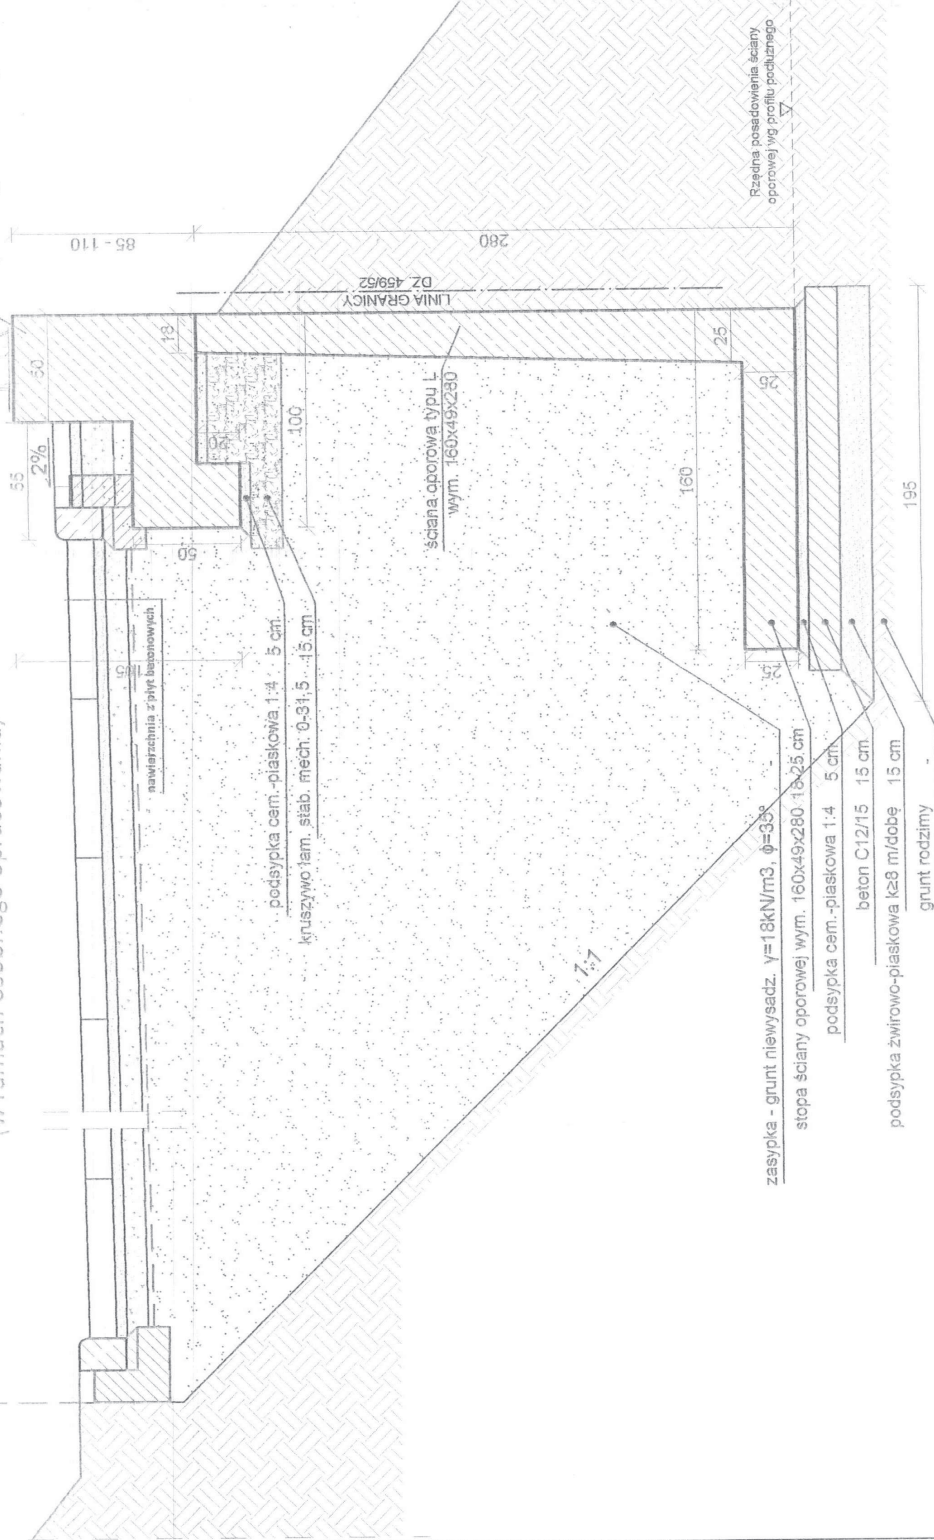 85 - 110
280
55
2%
50
18
nawierzchnia z płyt betonowych
50
100
podsypka cem.-piaskowa 1:4 5 cm
kruszywo łam. stab. mech. 0-31,5 15 cm
LINIA GRANICY
DZ. 459/52
ściana oporowa typu L
wym. 160x49x280
Rzędna posadowienia ściany
oporowej wg profilu podłużnego
1:1
160
25
25
25
195
zasypka - grunt niewysadz. γ=18kN/m3, ϕ=35° -
stopa ściany oporowej wym. 160x49x280 18-25 cm
podsypka cem.-piaskowa 1:4 5 cm
beton C12/15 15 cm
podsypka żwirowo-piaskowa k≥8 m/dobę 15 cm
grunt rodzimy -